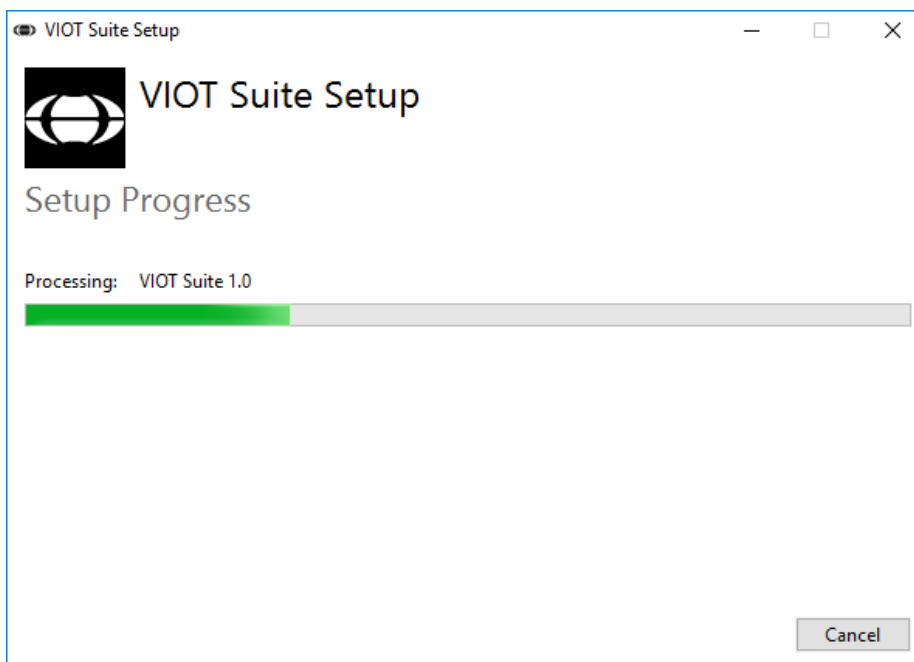 VIOT Suite Setup
VIOT Suite Setup
Setup Progress
Processing: VIOT Suite 1.0
Cancel